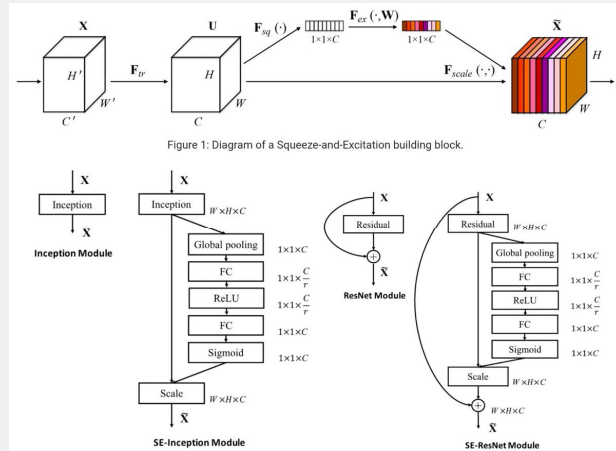 X
U
F_sq (·)
F_ex (·,W)
1×1×C
1×1×C
X̃
H'
W'
C'
F_tr
H
W
C
F_scale (·,·)
H
W
C
Figure 1: Diagram of a Squeeze-and-Excitation building block.
X
Inception
X
Inception Module
X
Inception
W×H×C
Global pooling
1×1×C
FC
1×1×C/r
ReLU
1×1×C/r
FC
1×1×C
Sigmoid
1×1×C
Scale
W×H×C
X̃
SE-Inception Module
X
Residual
+
X̃
ResNet Module
X
Residual
W×H×C
Global pooling
1×1×C
FC
1×1×C/r
ReLU
1×1×C/r
FC
1×1×C
Sigmoid
1×1×C
Scale
W×H×C
+
W×H×C
X̃
SE-ResNet Module